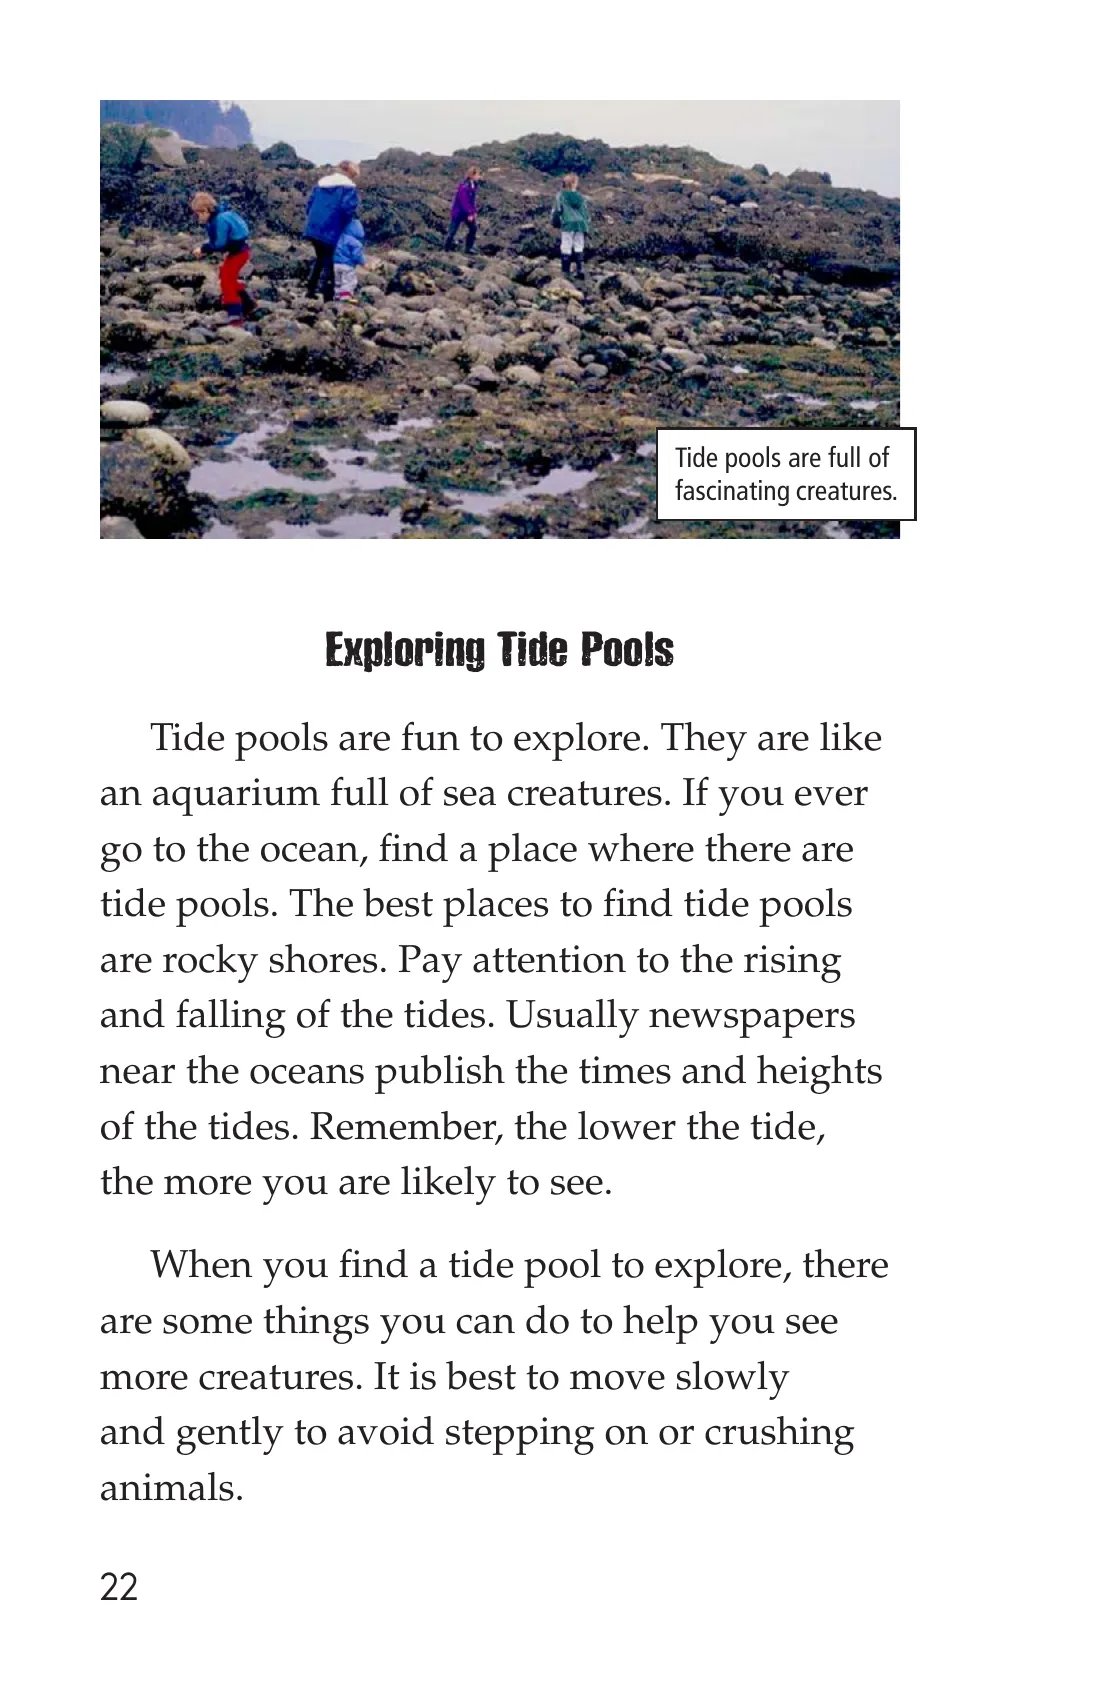 Tide pools are full of
fascinating creatures.
Exploring Tide Pools
Tide pools are fun to explore. They are like
an aquarium full of sea creatures. If you ever
go to the ocean, find a place where there are
tide pools. The best places to find tide pools
are rocky shores. Pay attention to the rising
and falling of the tides. Usually newspapers
near the oceans publish the times and heights
of the tides. Remember, the lower the tide,
the more you are likely to see.
When you find a tide pool to explore, there
are some things you can do to help you see
more creatures. It is best to move slowly
and gently to avoid stepping on or crushing
animals.
22